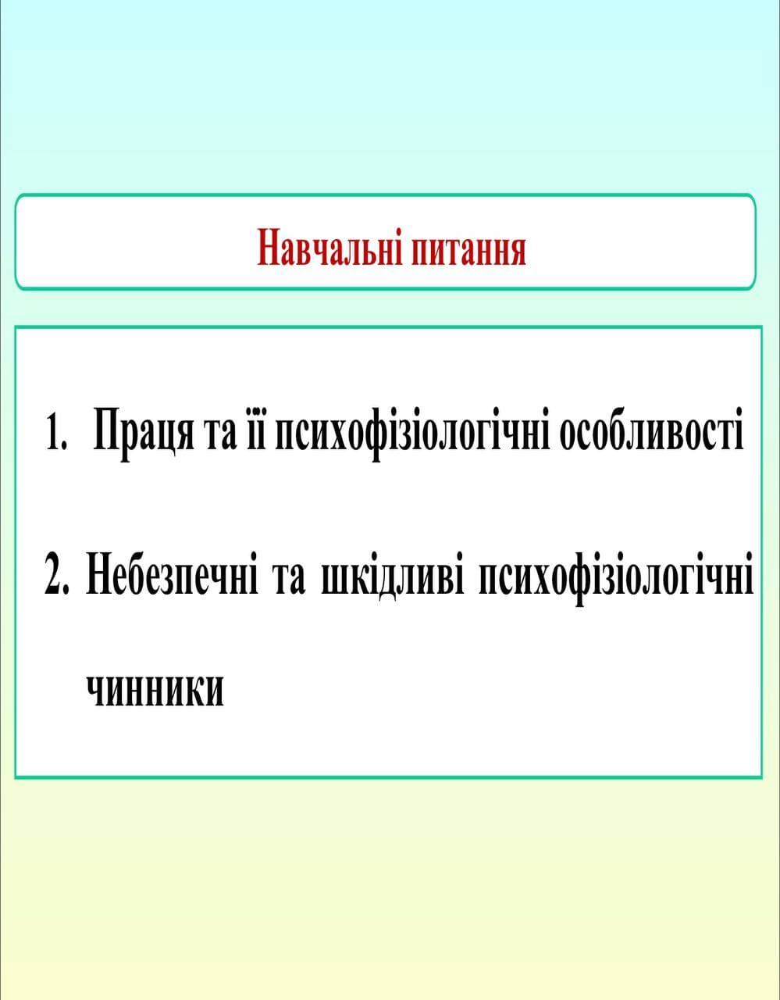 Навчальні питання
1. Праця та її психофізіологічні особливості
2. Небезпечні та шкідливі психофізіологічні
чинники